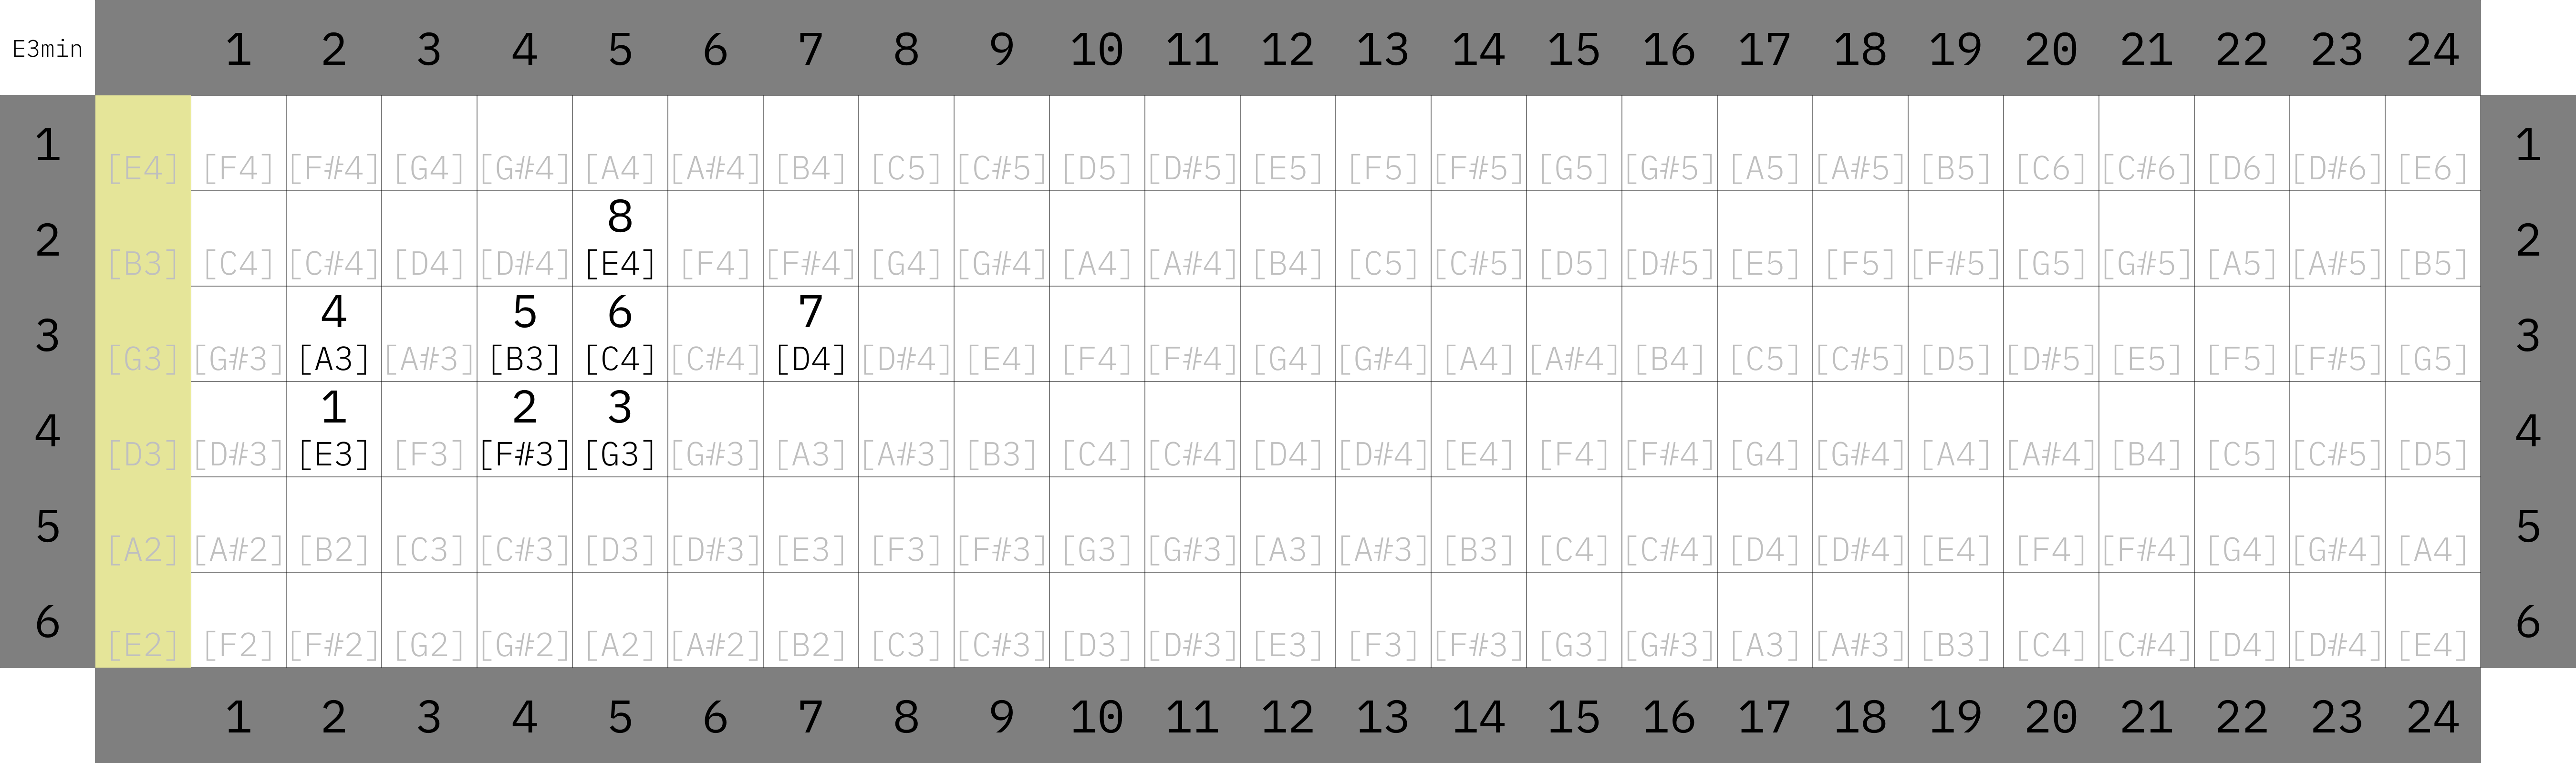 E3min 1 2 3 4 5 6 7 8 9 10 11 12 13 14 15 16 17 18 19 20 21 22 23 24
1 [E4] [F4] [F#4] [G4] [G#4] [A4] [A#4] [B4] [C5] [C#5] [D5] [D#5] [E5] [F5] [F#5] [G5] [G#5] [A5] [A#5] [B5] [C6] [C#6] [D6] [D#6] [E6] 1
8
2 [B3] [C4] [C#4] [D4] [D#4] [E4] [F4] [F#4] [G4] [G#4] [A4] [A#4] [B4] [C5] [C#5] [D5] [D#5] [E5] [F5] [F#5] [G5] [G#5] [A5] [A#5] [B5] 2
4 5 6 7
3 [G3] [G#3] [A3] [A#3] [B3] [C4] [C#4] [D4] [D#4] [E4] [F4] [F#4] [G4] [G#4] [A4] [A#4] [B4] [C5] [C#5] [D5] [D#5] [E5] [F5] [F#5] [G5] 3
1 2 3
4 [D3] [D#3] [E3] [F3] [F#3] [G3] [G#3] [A3] [A#3] [B3] [C4] [C#4] [D4] [D#4] [E4] [F4] [F#4] [G4] [G#4] [A4] [A#4] [B4] [C5] [C#5] [D5] 4
5 [A2] [A#2] [B2] [C3] [C#3] [D3] [D#3] [E3] [F3] [F#3] [G3] [G#3] [A3] [A#3] [B3] [C4] [C#4] [D4] [D#4] [E4] [F4] [F#4] [G4] [G#4] [A4] 5
6 [E2] [F2] [F#2] [G2] [G#2] [A2] [A#2] [B2] [C3] [C#3] [D3] [D#3] [E3] [F3] [F#3] [G3] [G#3] [A3] [A#3] [B3] [C4] [C#4] [D4] [D#4] [E4] 6
1 2 3 4 5 6 7 8 9 10 11 12 13 14 15 16 17 18 19 20 21 22 23 24